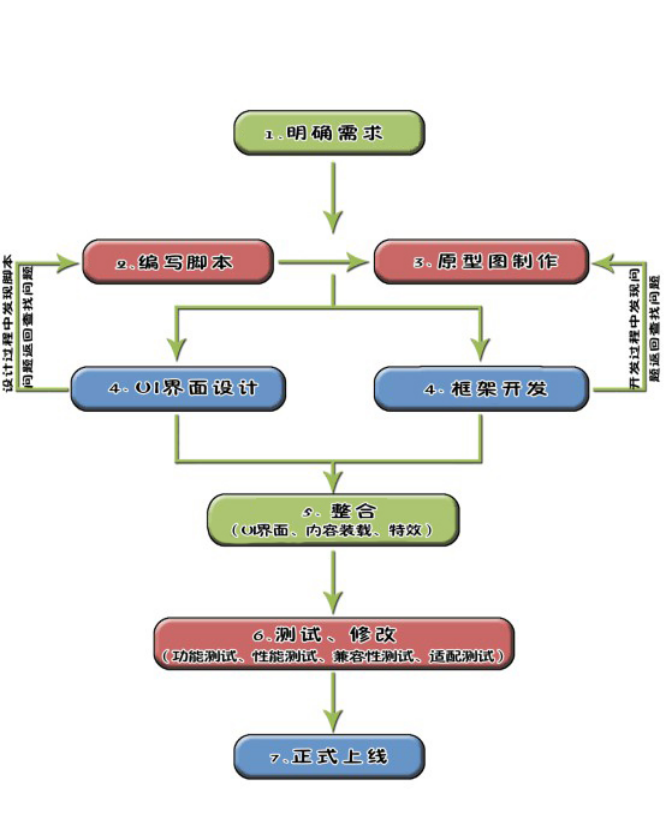 1.明确需求
2.编写脚本
3.原型图制作
设计过程中发现脚本
问题返回查找问题
开发过程中发现问
题返回查找问题
4.UI界面设计
4.框架开发
5.整合
(UI界面、内容装载、特效)
6.测试、修改
(功能测试、性能测试、兼容性测试、适配测试)
7.正式上线